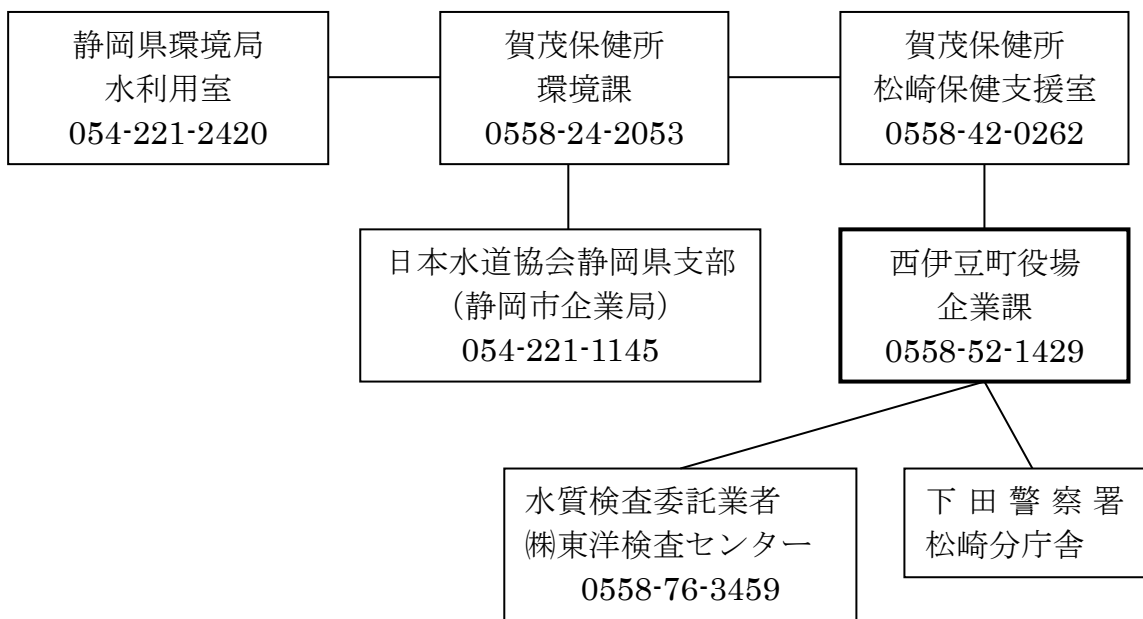 静岡県環境局
水利用室
054-221-2420
賀茂保健所
環境課
0558-24-2053
賀茂保健所
松崎保健支援室
0558-42-0262
日本水道協会静岡県支部
（静岡市企業局）
054-221-1145
西伊豆町役場
企業課
0558-52-1429
水質検査委託業者
㈱東洋検査センター
0558-76-3459
下田警察署
松崎分庁舎